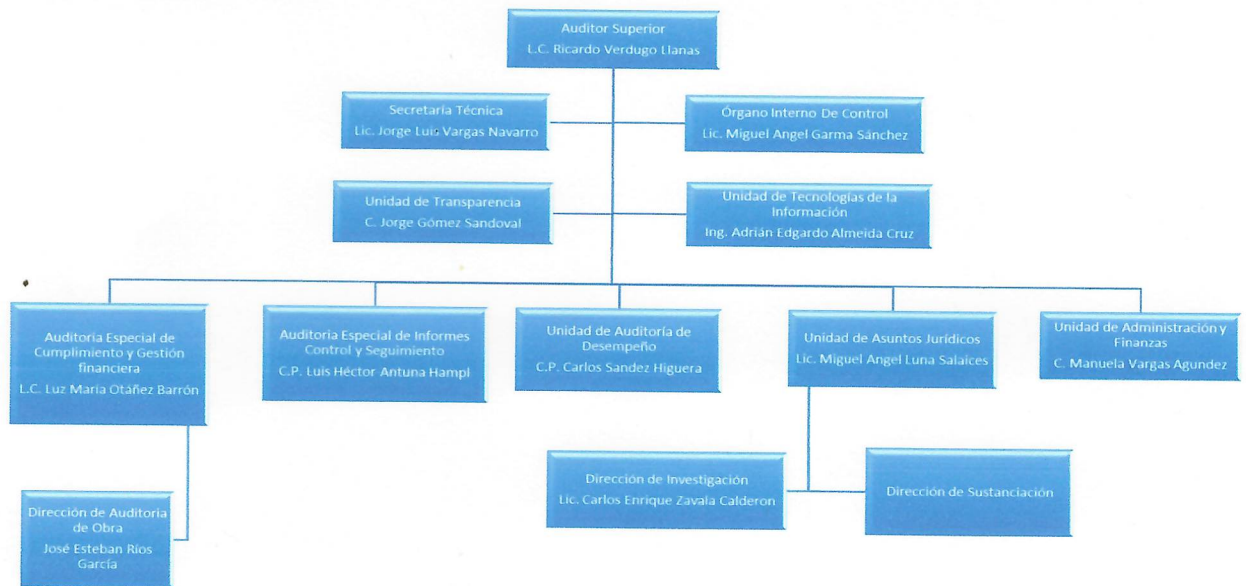 Auditor Superior
L.C. Ricardo Verdugo Llanas
Secretaría Técnica
Lic. Jorge Luis Vargas Navarro
Órgano Interno De Control
Lic. Miguel Angel Garma Sánchez
Unidad de Transparencia
C. Jorge Gómez Sandoval
Unidad de Tecnologías de la
Información
Ing. Adrián Edgardo Almeida Cruz
Auditoría Especial de
Cumplimiento y Gestión
financiera
L.C. Luz María Otáñez Barrón
Auditoria Especial de Informes
Control y Seguimiento
C.P. Luis Héctor Antuna Hampl
Unidad de Auditoría de
Desempeño
C.P. Carlos Sandez Higuera
Unidad de Asuntos Jurídicos
Lic. Miguel Angel Luna Salaices
Unidad de Administración y
Finanzas
C. Manuela Vargas Agundez
Dirección de Auditoria
de Obra
José Esteban Ríos
García
Dirección de Investigación
Lic. Carlos Enrique Zavala Calderon
Dirección de Sustanciación